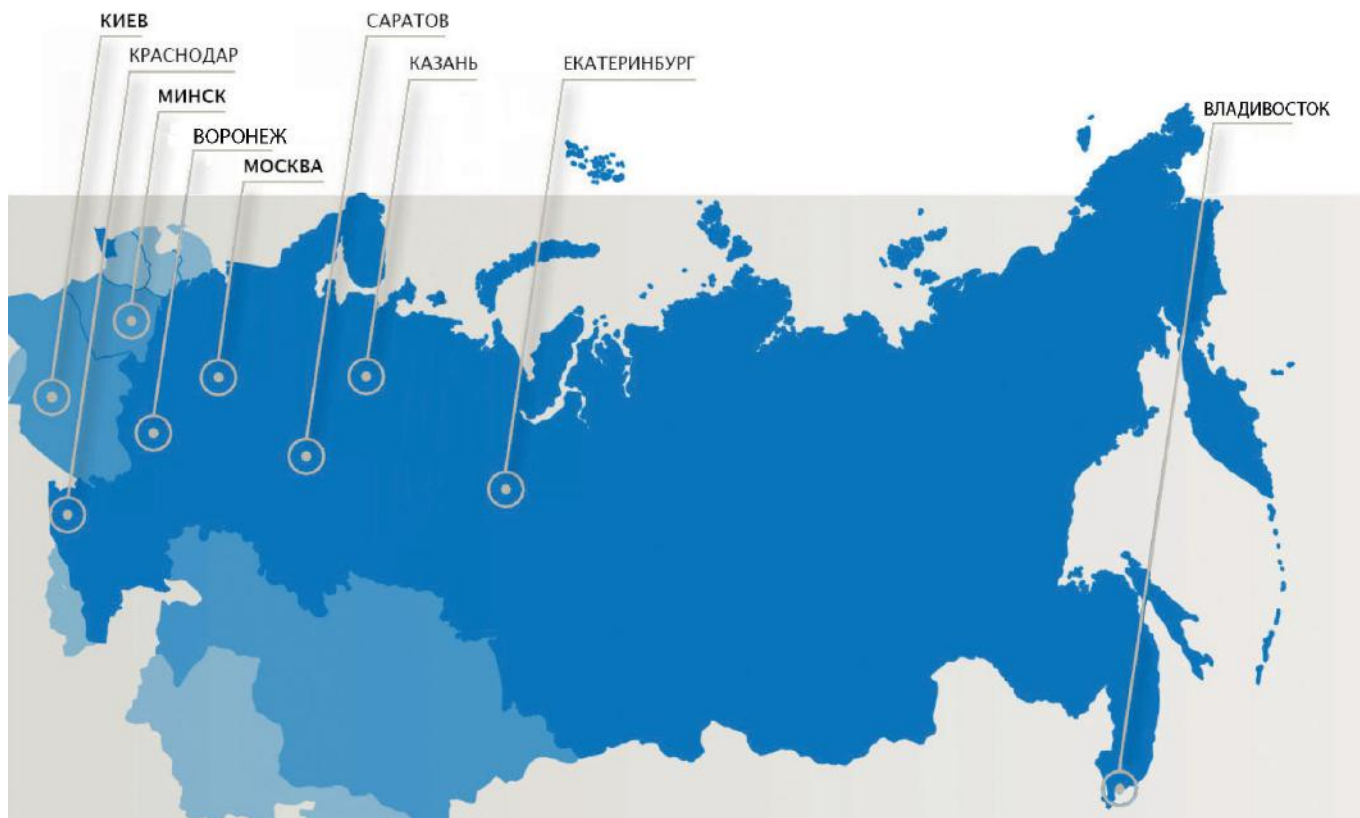 КИЕВ
САРАТОВ
КРАСНОДАР
КАЗАНЬ
ЕКАТЕРИНБУРГ
МИНСК
ВЛАДИВОСТОК
ВОРОНЕЖ
МОСКВА